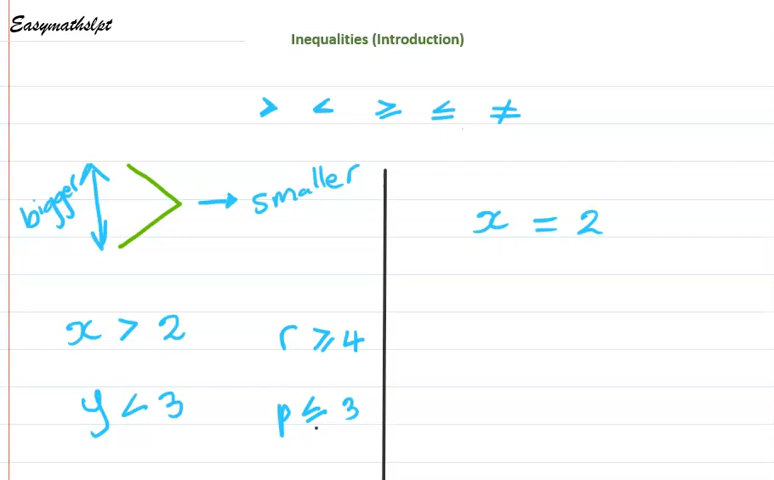 Easymathslpt
Inequalities (Introduction)
> < ≥ ≤ ≠
bigger
smaller
x > 2
r ≥ 4
y < 3
p ≤ 3
x = 2